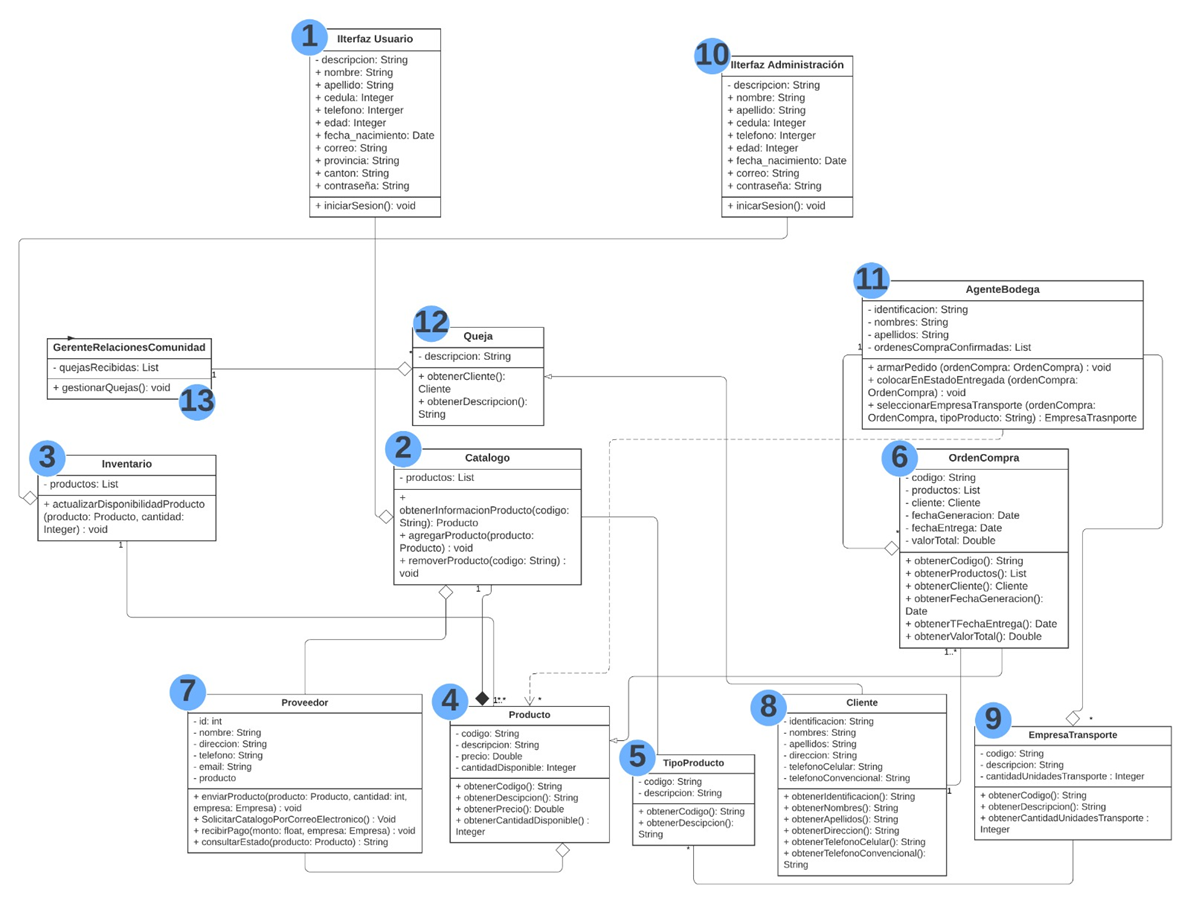 1
IIterfaz Usuario
- descripcion: String
+ nombre: String
+ apellido: String
+ cedula: Integer
+ telefono: Interger
+ edad: Integer
+ fecha_nacimiento: Date
+ correo: String
+ provincia: String
+ canton: String
+ contraseña: String
+ iniciarSesion(): void
10
IIterfaz Administración
- descripcion: String
+ nombre: String
+ apellido: String
+ cedula: Integer
+ telefono: Interger
+ edad: Integer
+ fecha_nacimiento: Date
+ correo: String
+ contraseña: String
+ inicarSesion(): void
11
AgenteBodega
- identificacion: String
- nombres: String
- apellidos: String
- ordenesCompraConfirmadas: List
+ armarPedido (ordenCompra: OrdenCompra) : void
+ colocarEnEstadoEntregada (ordenCompra:
OrdenCompra) : void
+ seleccionarEmpresaTransporte (ordenCompra:
OrdenCompra, tipoProducto: String) : EmpresaTrasnporte
1
12
Queja
- descripcion: String
+ obtenerCliente():
Cliente
+ obtenerDescripcion():
String
*
GerenteRelacionesComunidad
- quejasRecibidas: List
+ gestionarQuejas(): void
13
1
3
Inventario
- productos: List
+ actualizarDisponibilidadProducto
(producto: Producto, cantidad:
Integer) : void
1
2
Catalogo
- productos: List
+
obtenerInformacionProducto(codigo:
String): Producto
+ agregarProducto(producto:
Producto) : void
+ removerProducto(codigo: String) :
void
1
6
OrdenCompra
- codigo: String
- productos: List
- cliente: Cliente
- fechaGeneracion: Date
- fechaEntrega: Date
- valorTotal: Double
+ obtenerCodigo(): String
+ obtenerProductos(): List
+ obtenerCliente(): Cliente
+ obtenerFechaGeneracion():
Date
+ obtenerTFechaEntrega(): Date
+ obtenerValorTotal(): Double
*
1..*
7
Proveedor
- id: int
- nombre: String
- direccion: String
- telefono: String
- email: String
- producto
+ enviarProducto(producto: Producto, cantidad: int,
empresa: Empresa) : void
+ SolicitarCatalogoPorCorreoElectronico() : Void
+ recibirPago(monto: float, empresa: Empresa) : void
+ consultarEstado(producto: Producto) : String
4
1..*
*
Producto
- codigo: String
- descripcion: String
- precio: Double
- cantidadDisponible: Integer
+ obtenerCodigo(): String
+ obtenerDescipcion(): String
+ obtenerPrecio(): Double
+ obtenerCantidadDisponible() :
Integer
5
TipoProducto
- codigo: String
- descripcion: String
+ obtenerCodigo(): String
+ obtenerDescipcion():
String
*
8
Cliente
- identificacion: String
- nombres: String
- apellidos: String
- direccion: String
- telefonoCelular: String
- telefonoConvencional: String
+ obtenerIdentificacion(): String
+ obtenerNombres(): String
+ obtenerApellidos(): String
+ obtenerDireccion(): String
+ obtenerTelefonoCelular(): String
+ obtenerTelefonoConvencional():
String
1
9
*
EmpresaTransporte
- codigo: String
- descripcion: String
- cantidadUnidadesTransporte : Integer
+ obtenerCodigo(): String
+ obtenerDescripcion(): String
+ obtenerCantidadUnidadesTransporte :
Integer